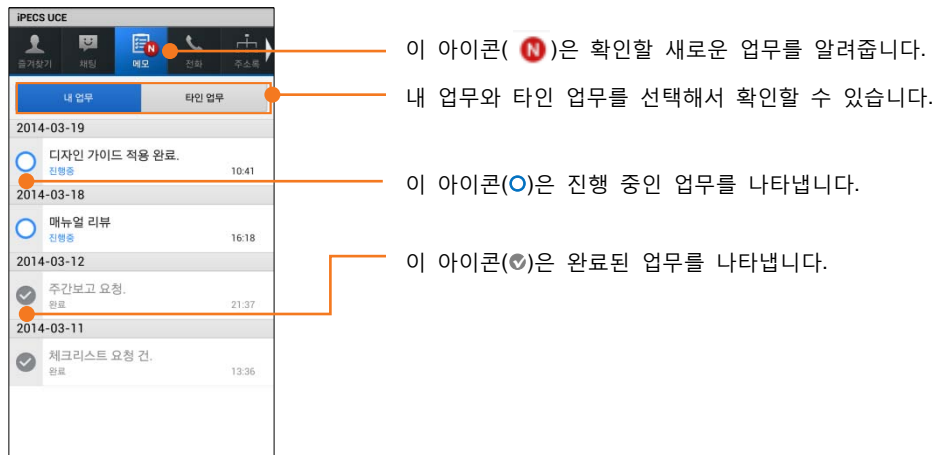 iPECS UCE
즐겨찾기 채팅 메모 전화 주소록
N
내 업무 타인 업무
2014-03-19
디자인 가이드 적용 완료.
진행중 10:41
2014-03-18
매뉴얼 리뷰
진행중 16:18
2014-03-12
주간보고 요청.
완료 21:37
2014-03-11
체크리스트 요청 건.
완료 13:36
이 아이콘( N )은 확인할 새로운 업무를 알려줍니다.
내 업무와 타인 업무를 선택해서 확인할 수 있습니다.
이 아이콘()은 진행 중인 업무를 나타냅니다.
이 아이콘()은 완료된 업무를 나타냅니다.